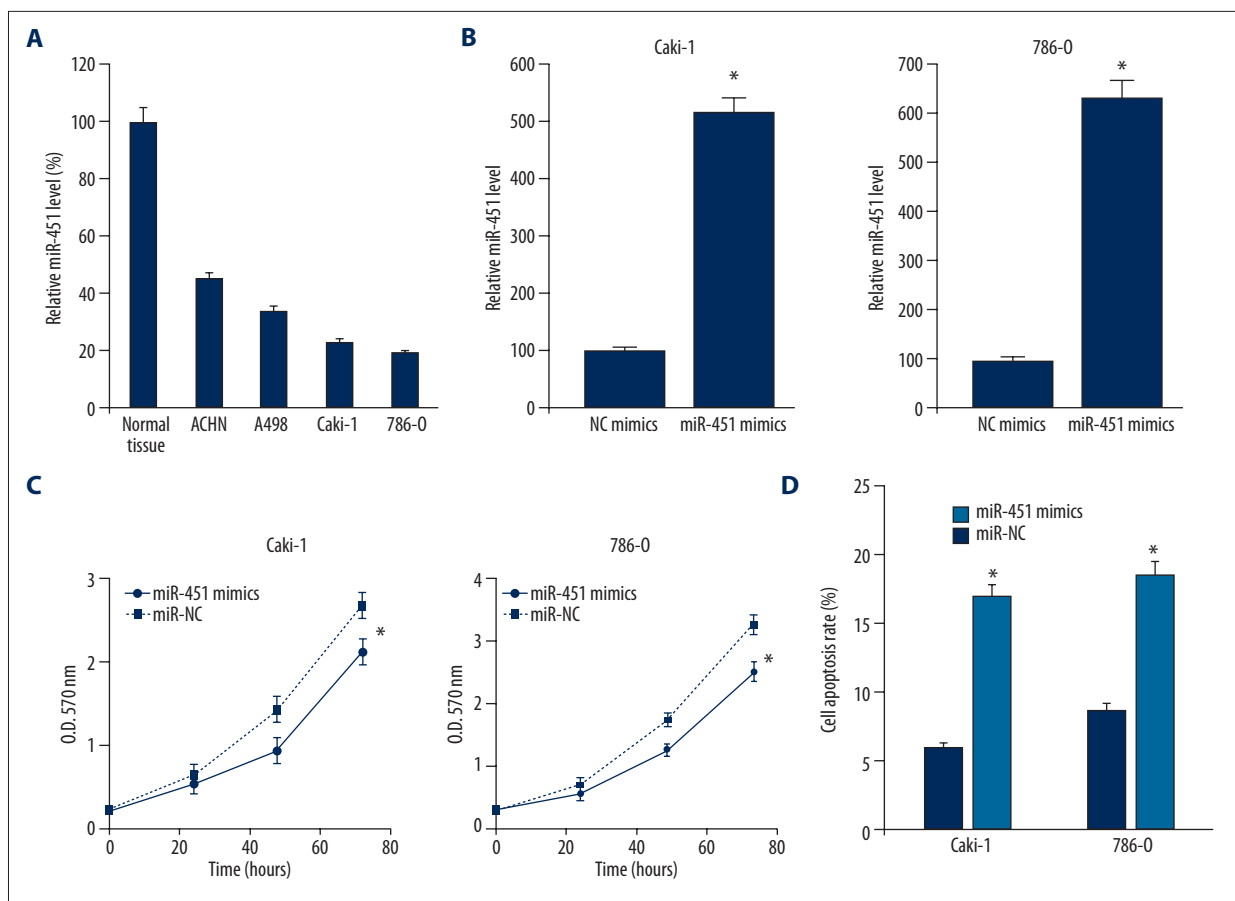 A
Relative miR-451 level (%)
120
100
80
60
40
20
0
Normal tissue
ACHN
A498
Caki-1
786-0
B
Caki-1
Relative miR-451 level
600
500
400
300
200
100
0
*
NC mimics
miR-451 mimics
786-0
Relative miR-451 level
700
600
500
400
300
200
100
0
*
NC mimics
miR-451 mimics
C
Caki-1
O.D. 570 nm
3
2
1
0
miR-451 mimics
miR-NC
*
0
20
40
60
80
Time (hours)
786-0
O.D. 570 nm
4
3
2
1
0
miR-451 mimics
miR-NC
*
0
20
40
60
80
Time (hours)
D
Cell apoptosis rate (%)
25
20
15
10
5
0
miR-451 mimics
miR-NC
*
*
Caki-1
786-0